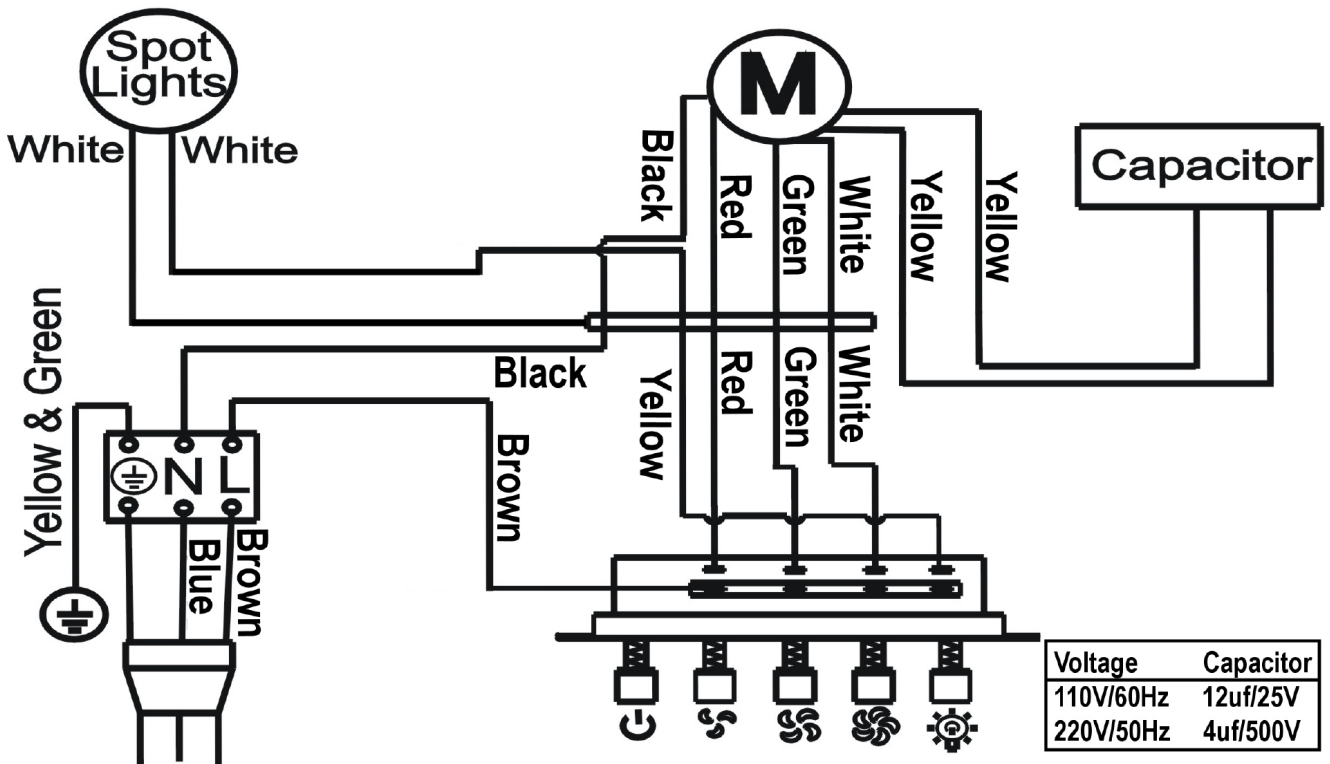 Spot
Lights
White
White
M
Black
Red
Green
White
Yellow
Yellow
Capacitor
Yellow & Green
Black
Yellow
Red
Green
White
Brown
N L
Blue
Brown
Voltage Capacitor
110V/60Hz 12uf/25V
220V/50Hz 4uf/500V